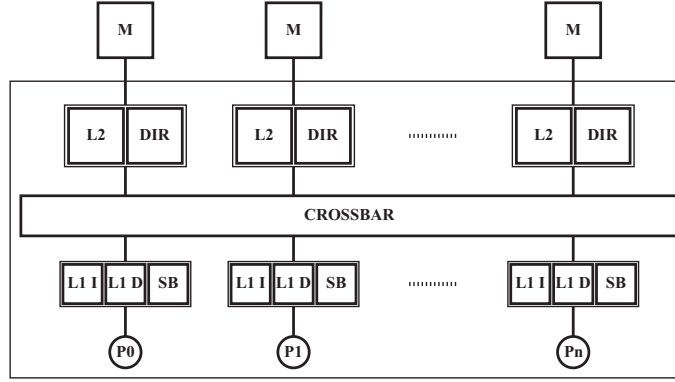 M M M
L2 DIR L2 DIR L2 DIR
CROSSBAR
L1 I L1 D SB L1 I L1 D SB L1 I L1 D SB
P0 P1 Pn